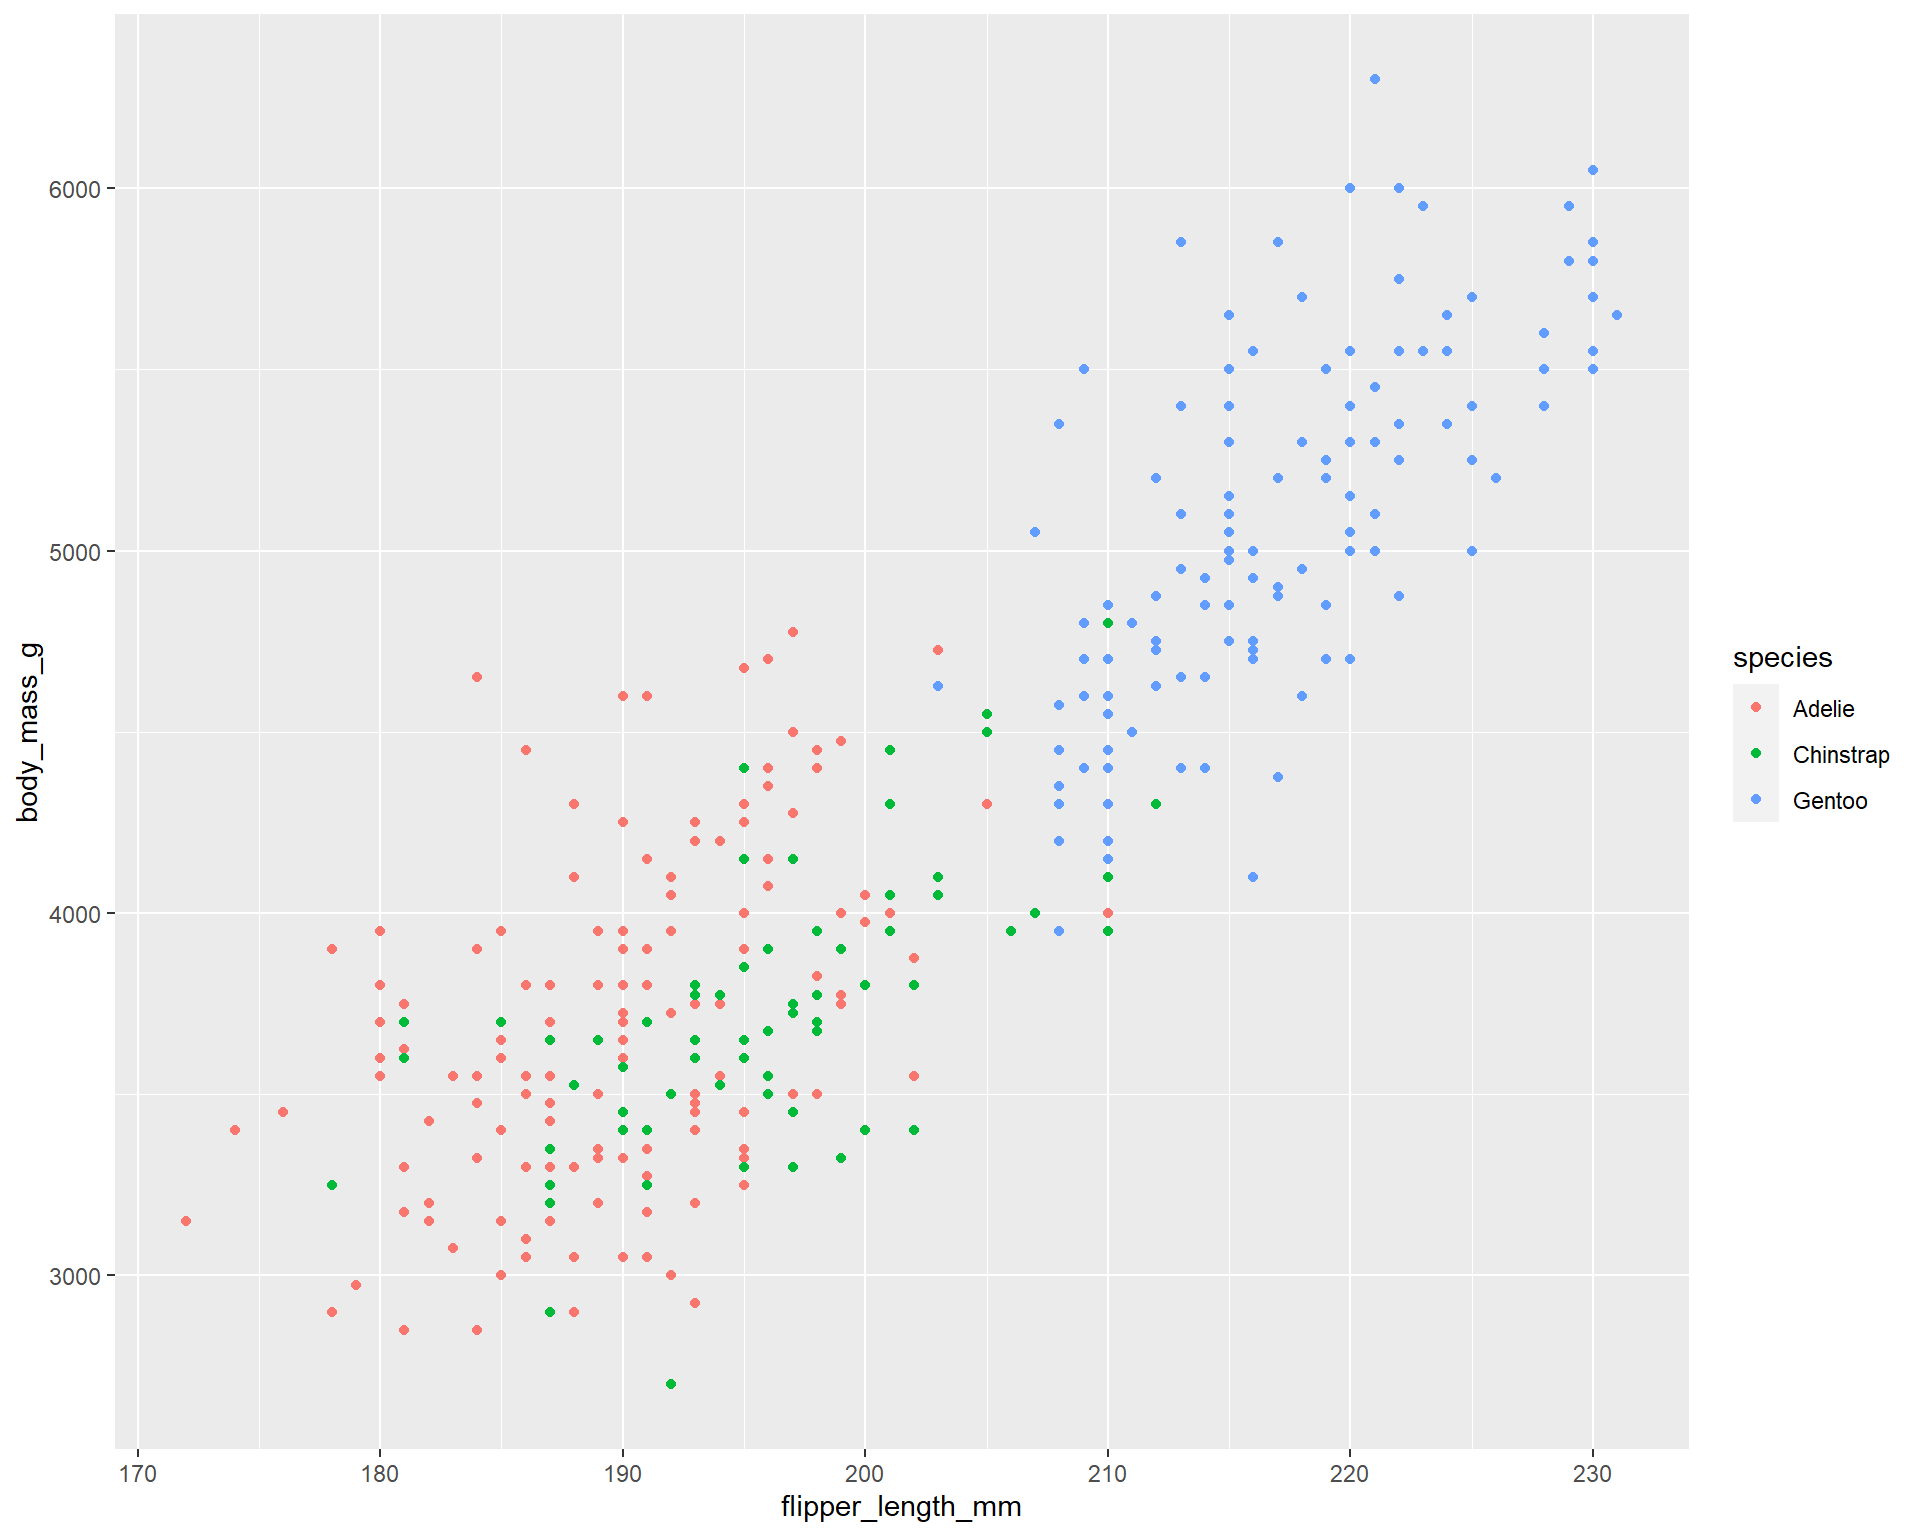 6000
5000
4000
3000
body_mass_g
170 180 190 200 210 220 230
flipper_length_mm
species
Adelie
Chinstrap
Gentoo